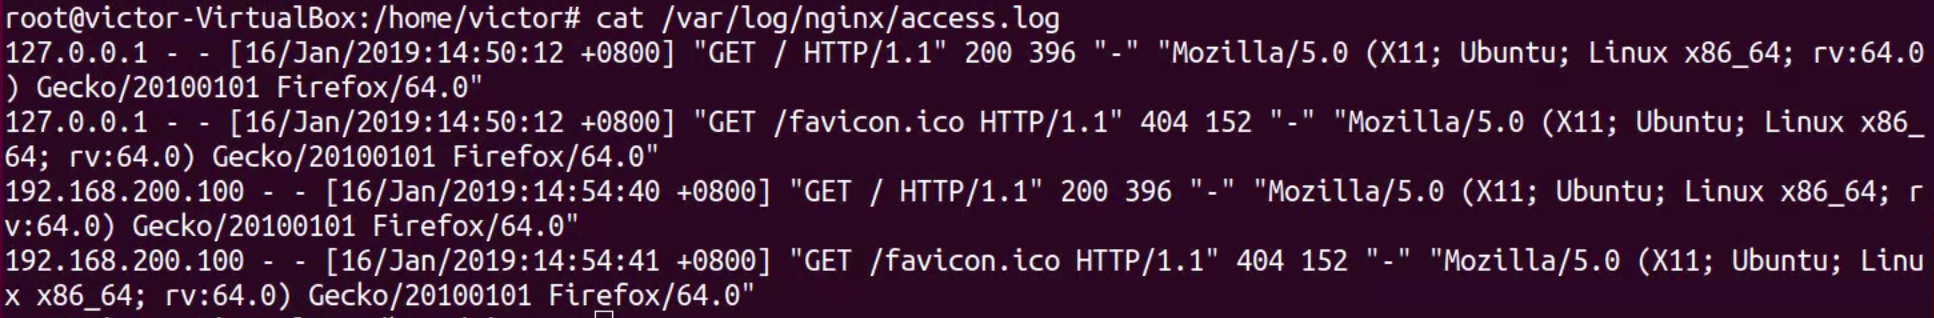 root@victor-VirtualBox:/home/victor# cat /var/log/nginx/access.log
127.0.0.1 - - [16/Jan/2019:14:50:12 +0800] "GET / HTTP/1.1" 200 396 "-" "Mozilla/5.0 (X11; Ubuntu; Linux x86_64; rv:64.0
) Gecko/20100101 Firefox/64.0"
127.0.0.1 - - [16/Jan/2019:14:50:12 +0800] "GET /favicon.ico HTTP/1.1" 404 152 "-" "Mozilla/5.0 (X11; Ubuntu; Linux x86_
64; rv:64.0) Gecko/20100101 Firefox/64.0"
192.168.200.100 - - [16/Jan/2019:14:54:40 +0800] "GET / HTTP/1.1" 200 396 "-" "Mozilla/5.0 (X11; Ubuntu; Linux x86_64; r
v:64.0) Gecko/20100101 Firefox/64.0"
192.168.200.100 - - [16/Jan/2019:14:54:41 +0800] "GET /favicon.ico HTTP/1.1" 404 152 "-" "Mozilla/5.0 (X11; Ubuntu; Linu
x x86_64; rv:64.0) Gecko/20100101 Firefox/64.0"